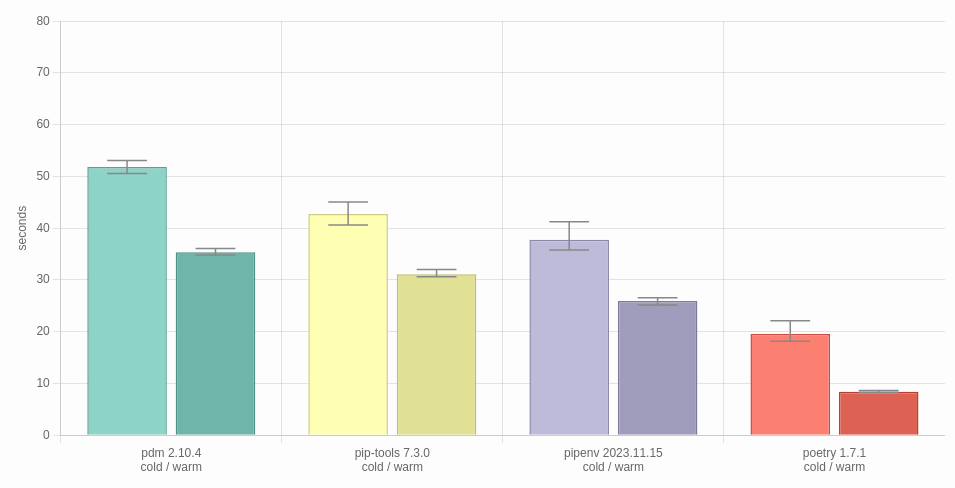 80
70
60
50
40
30
20
10
0
seconds
pdm 2.10.4
cold / warm
pip-tools 7.3.0
cold / warm
pipenv 2023.11.15
cold / warm
poetry 1.7.1
cold / warm